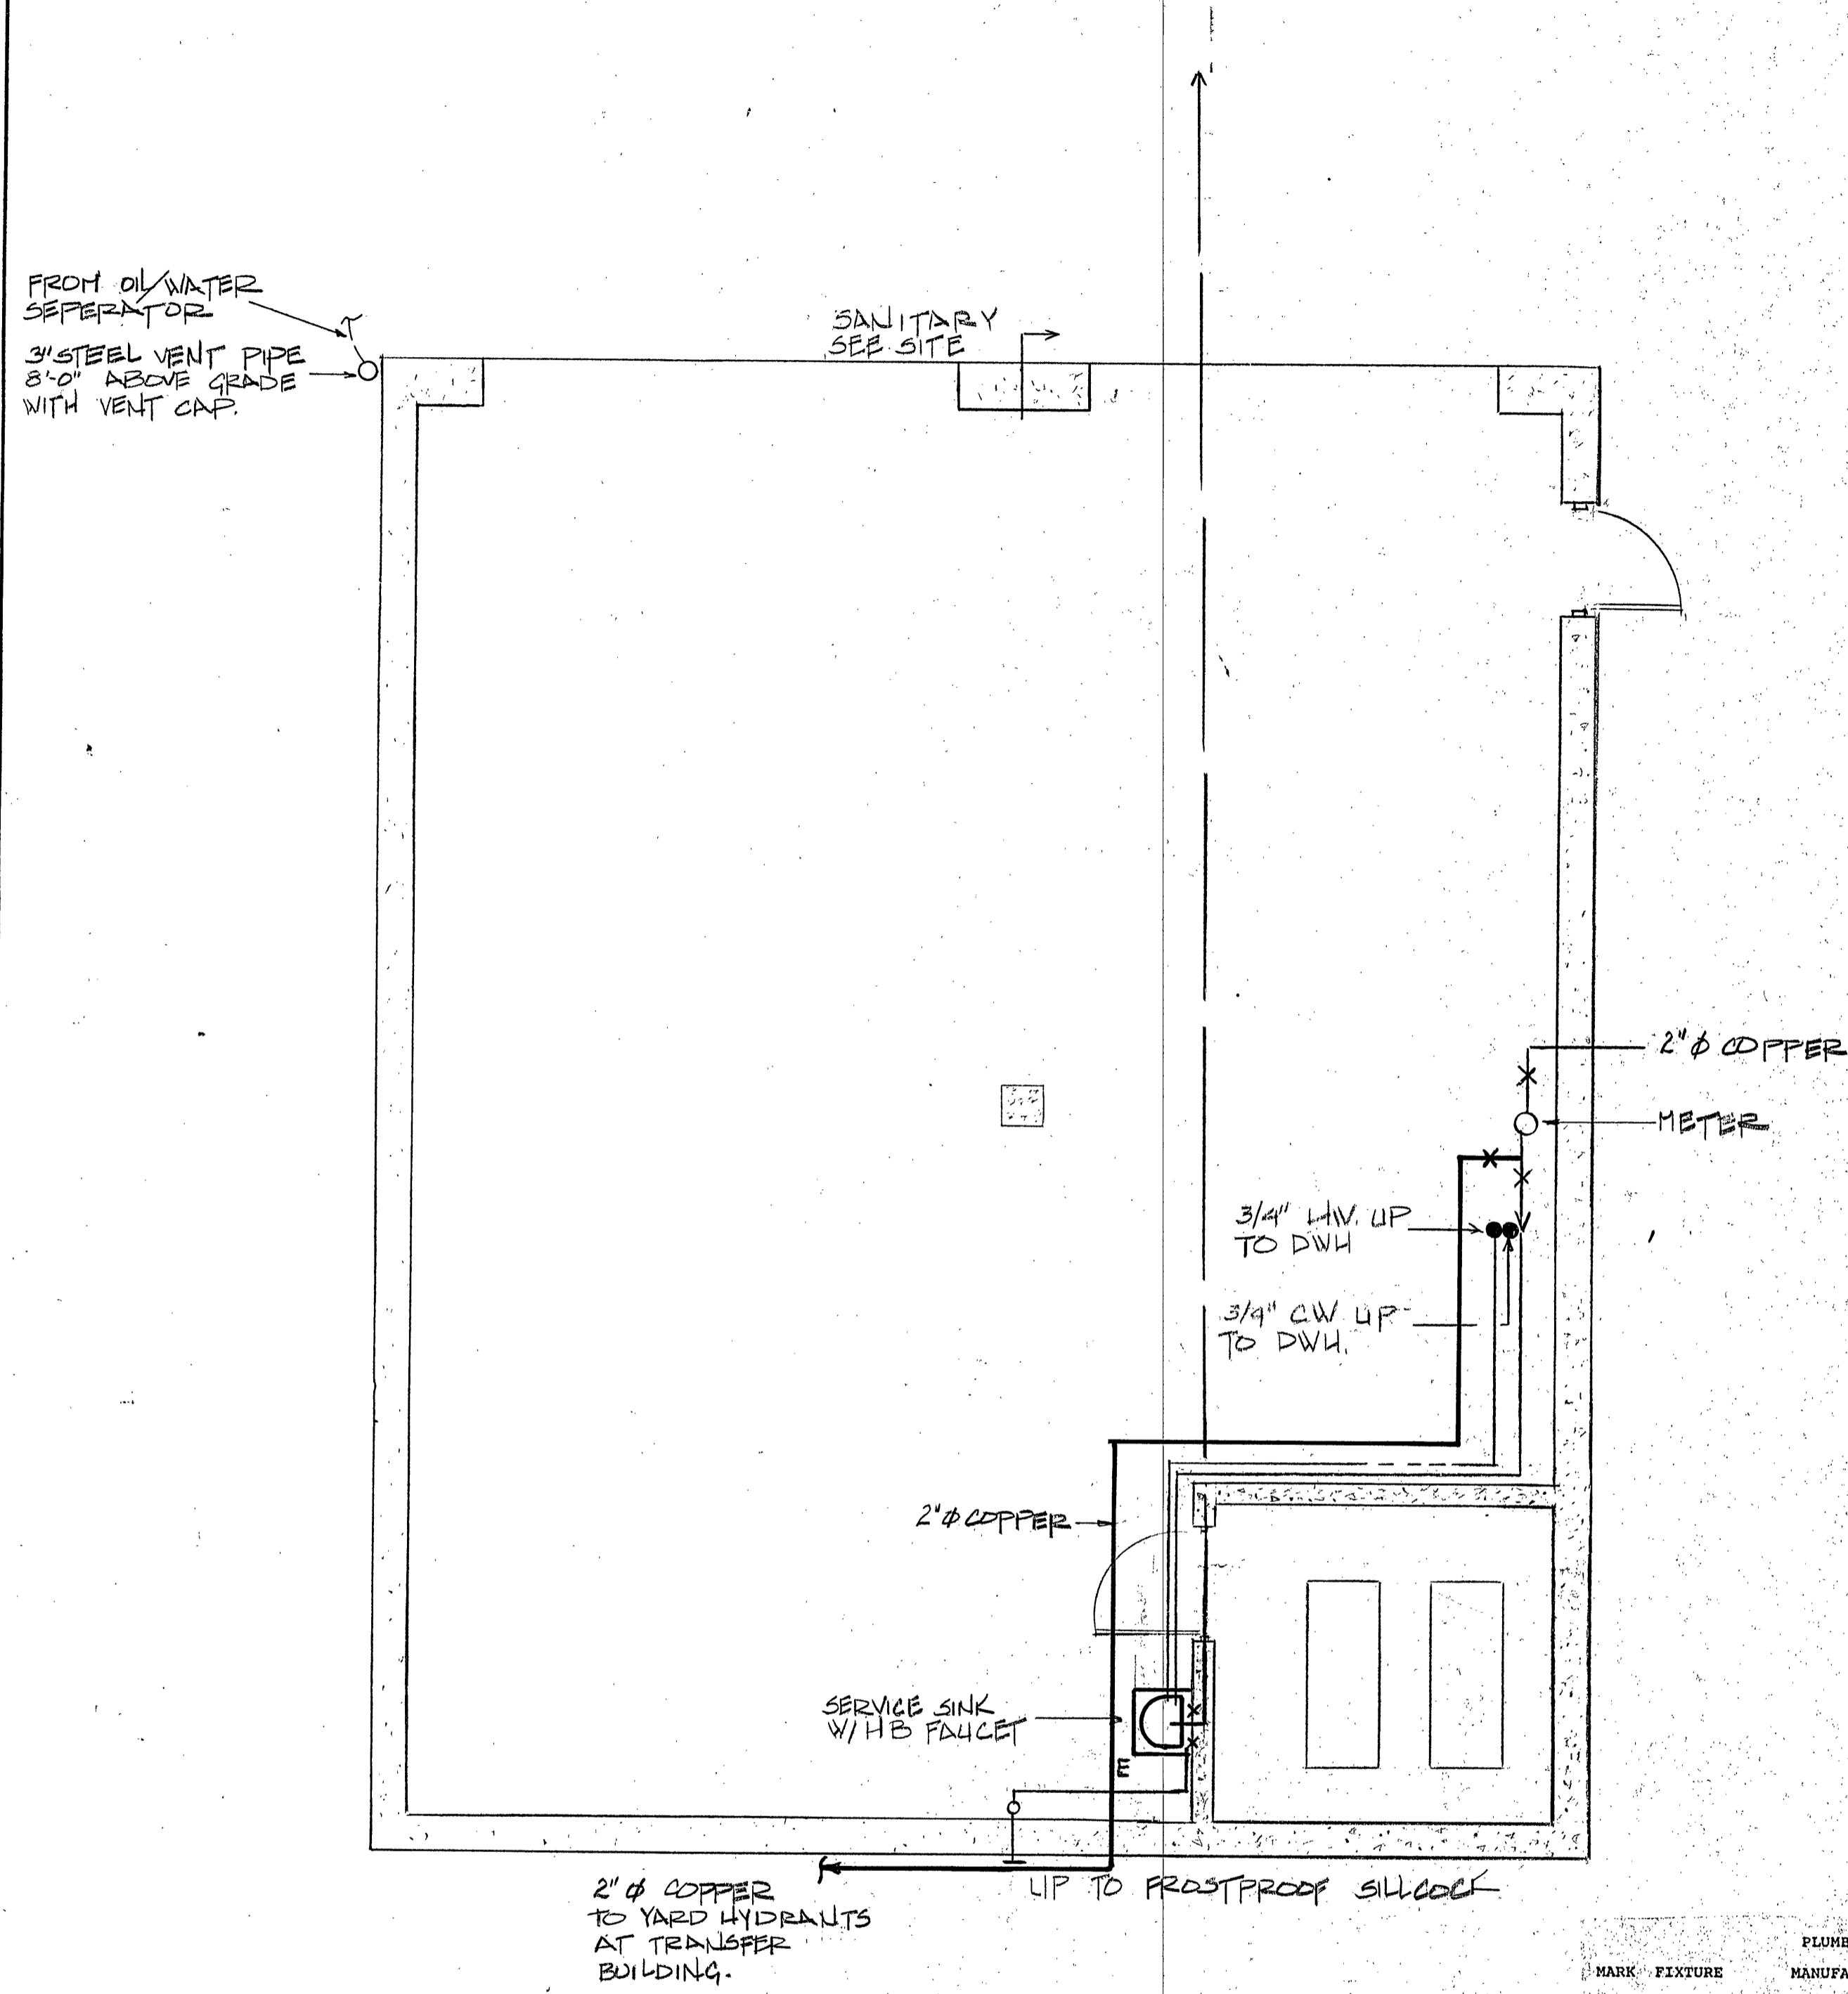 FROM OIL/WATER
SEPERATOR
3" STEEL VENT PIPE
8'-0" ABOVE GRADE
WITH VENT CAP.
SANITARY
SEE SITE
2" φ COPPER
METER
3/4" HW. UP
TO DWH
3/4" CW UP
TO DWH.
2" φ COPPER
SERVICE SINK
W/ HB FAUCET
E
UP TO FROSTPROOF SILLCOCK
2" φ COPPER
TO YARD HYDRANTS
AT TRANSFER
BUILDING.
PLUMB
MARK FIXTURE MANUFA